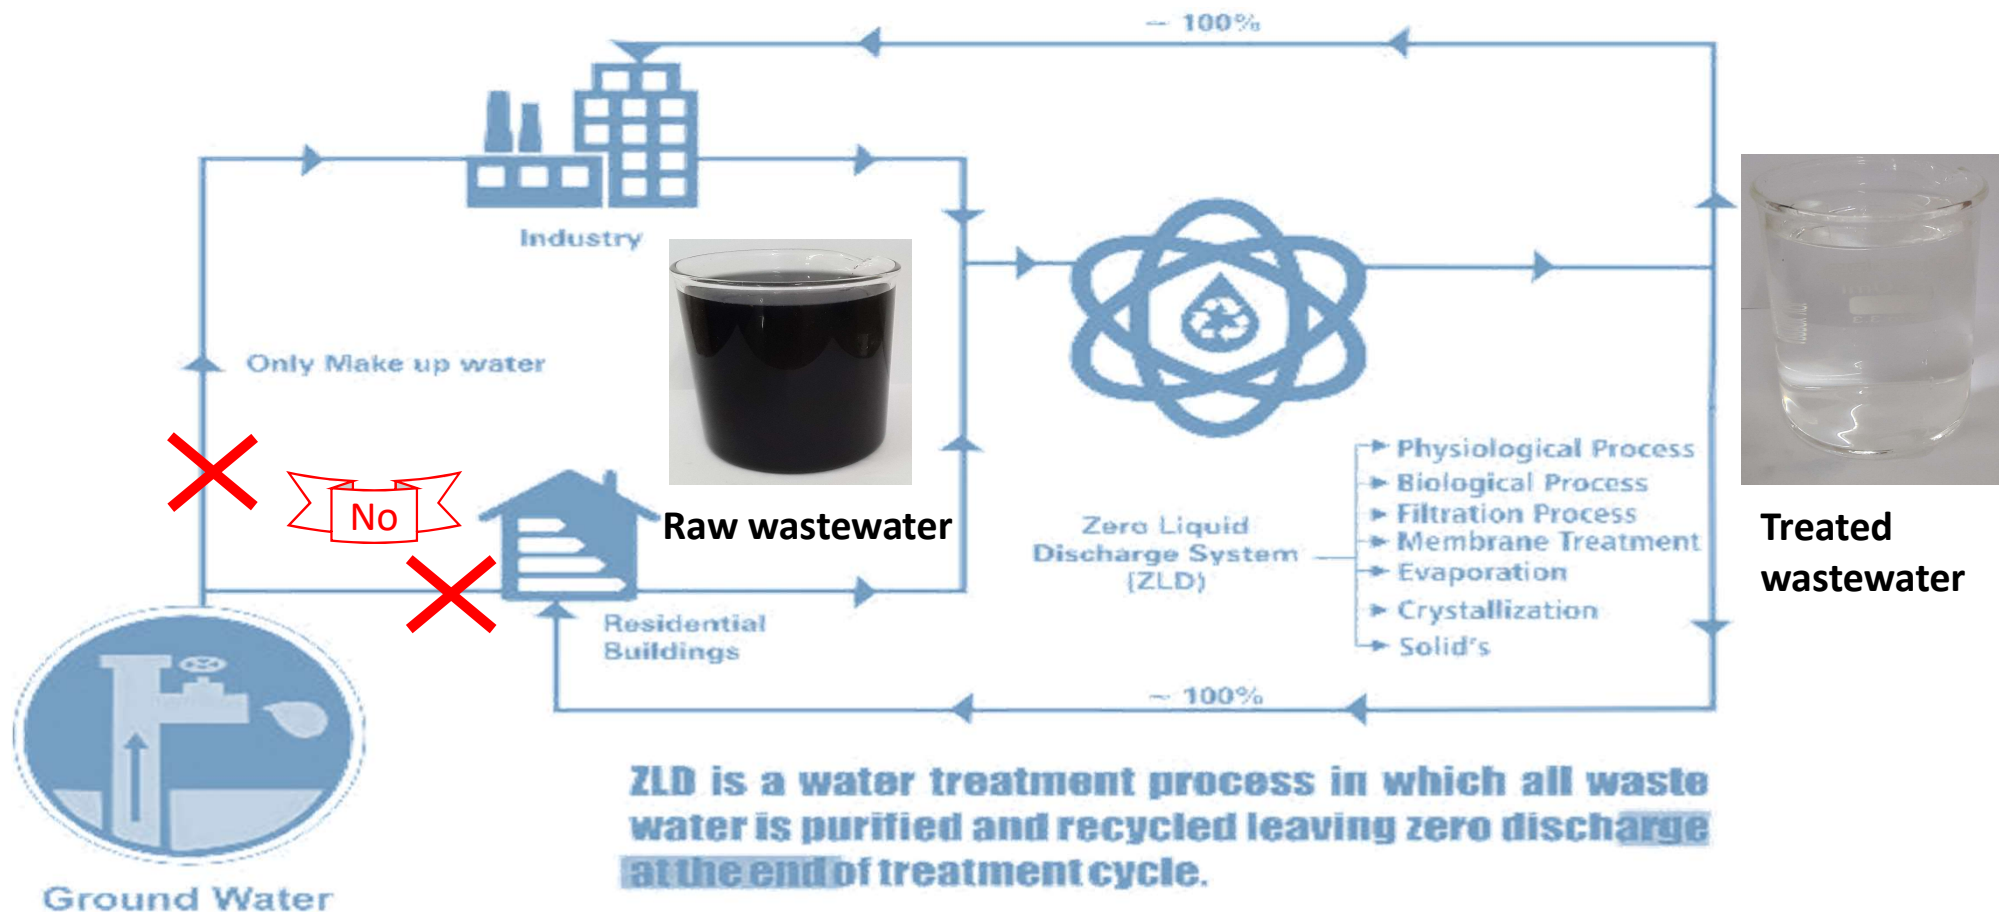 ~ 100%
Industry
Only Make up water
No
Raw wastewater
Residential
Buildings
Zero Liquid
Discharge System
(ZLD)
Physiological Process
Biological Process
Filtration Process
Membrane Treatment
Evaporation
Crystallization
Solid's
Treated
wastewater
~ 100%
ZLD is a water treatment process in which all waste
water is purified and recycled leaving zero discharge
at the end of treatment cycle.
Ground Water